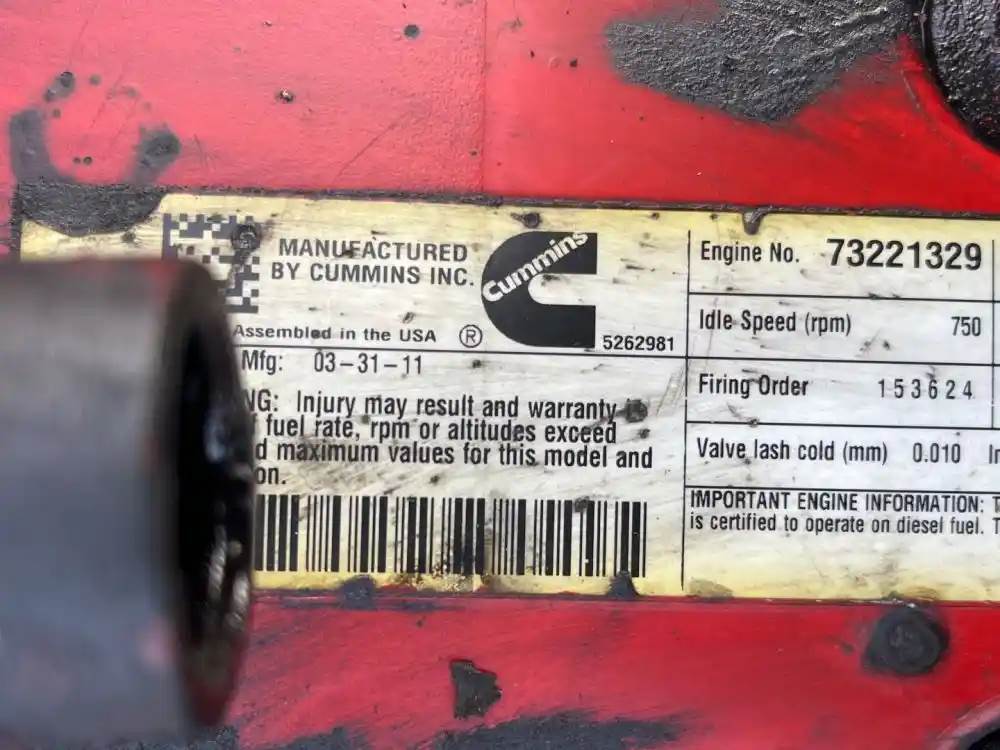 MANUFACTURED
BY CUMMINS INC.
Cummins
Assembled in the USA ®
5262981
Mfg: 03-31-11
NG: Injury may result and warranty
f fuel rate, rpm or altitudes exceed
d maximum values for this model and
on.
Engine No. 73221329
Idle Speed (rpm) 750
Firing Order 153624
Valve lash cold (mm) 0.010 In
IMPORTANT ENGINE INFORMATION: T
is certified to operate on diesel fuel. T